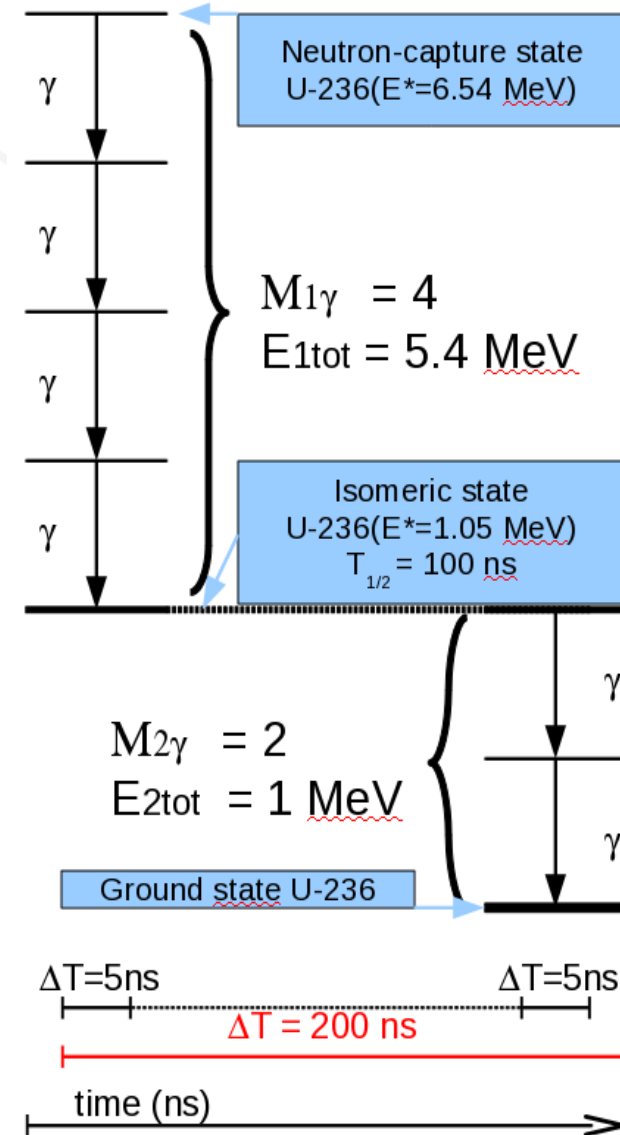 Neutron-capture state
U-236(E*=6.54 MeV)
γ
γ
M1γ = 4
E1tot = 5.4 MeV
γ
Isomeric state
U-236(E*=1.05 MeV)
T1/2 = 100 ns
γ
γ
M2γ = 2
E2tot = 1 MeV
γ
Ground state U-236
ΔT=5ns ΔT=5ns
ΔT = 200 ns
time (ns)